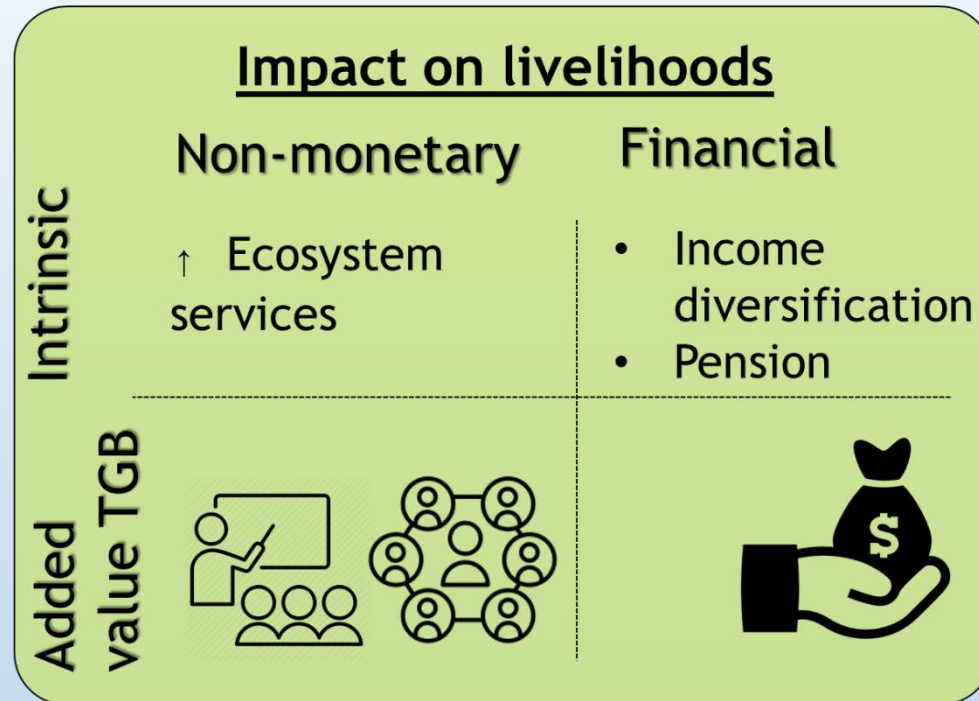 Impact on livelihoods
Non-monetary
Financial
Intrinsic
↑ Ecosystem
services
• Income
diversification
• Pension
Added
value TGB
$